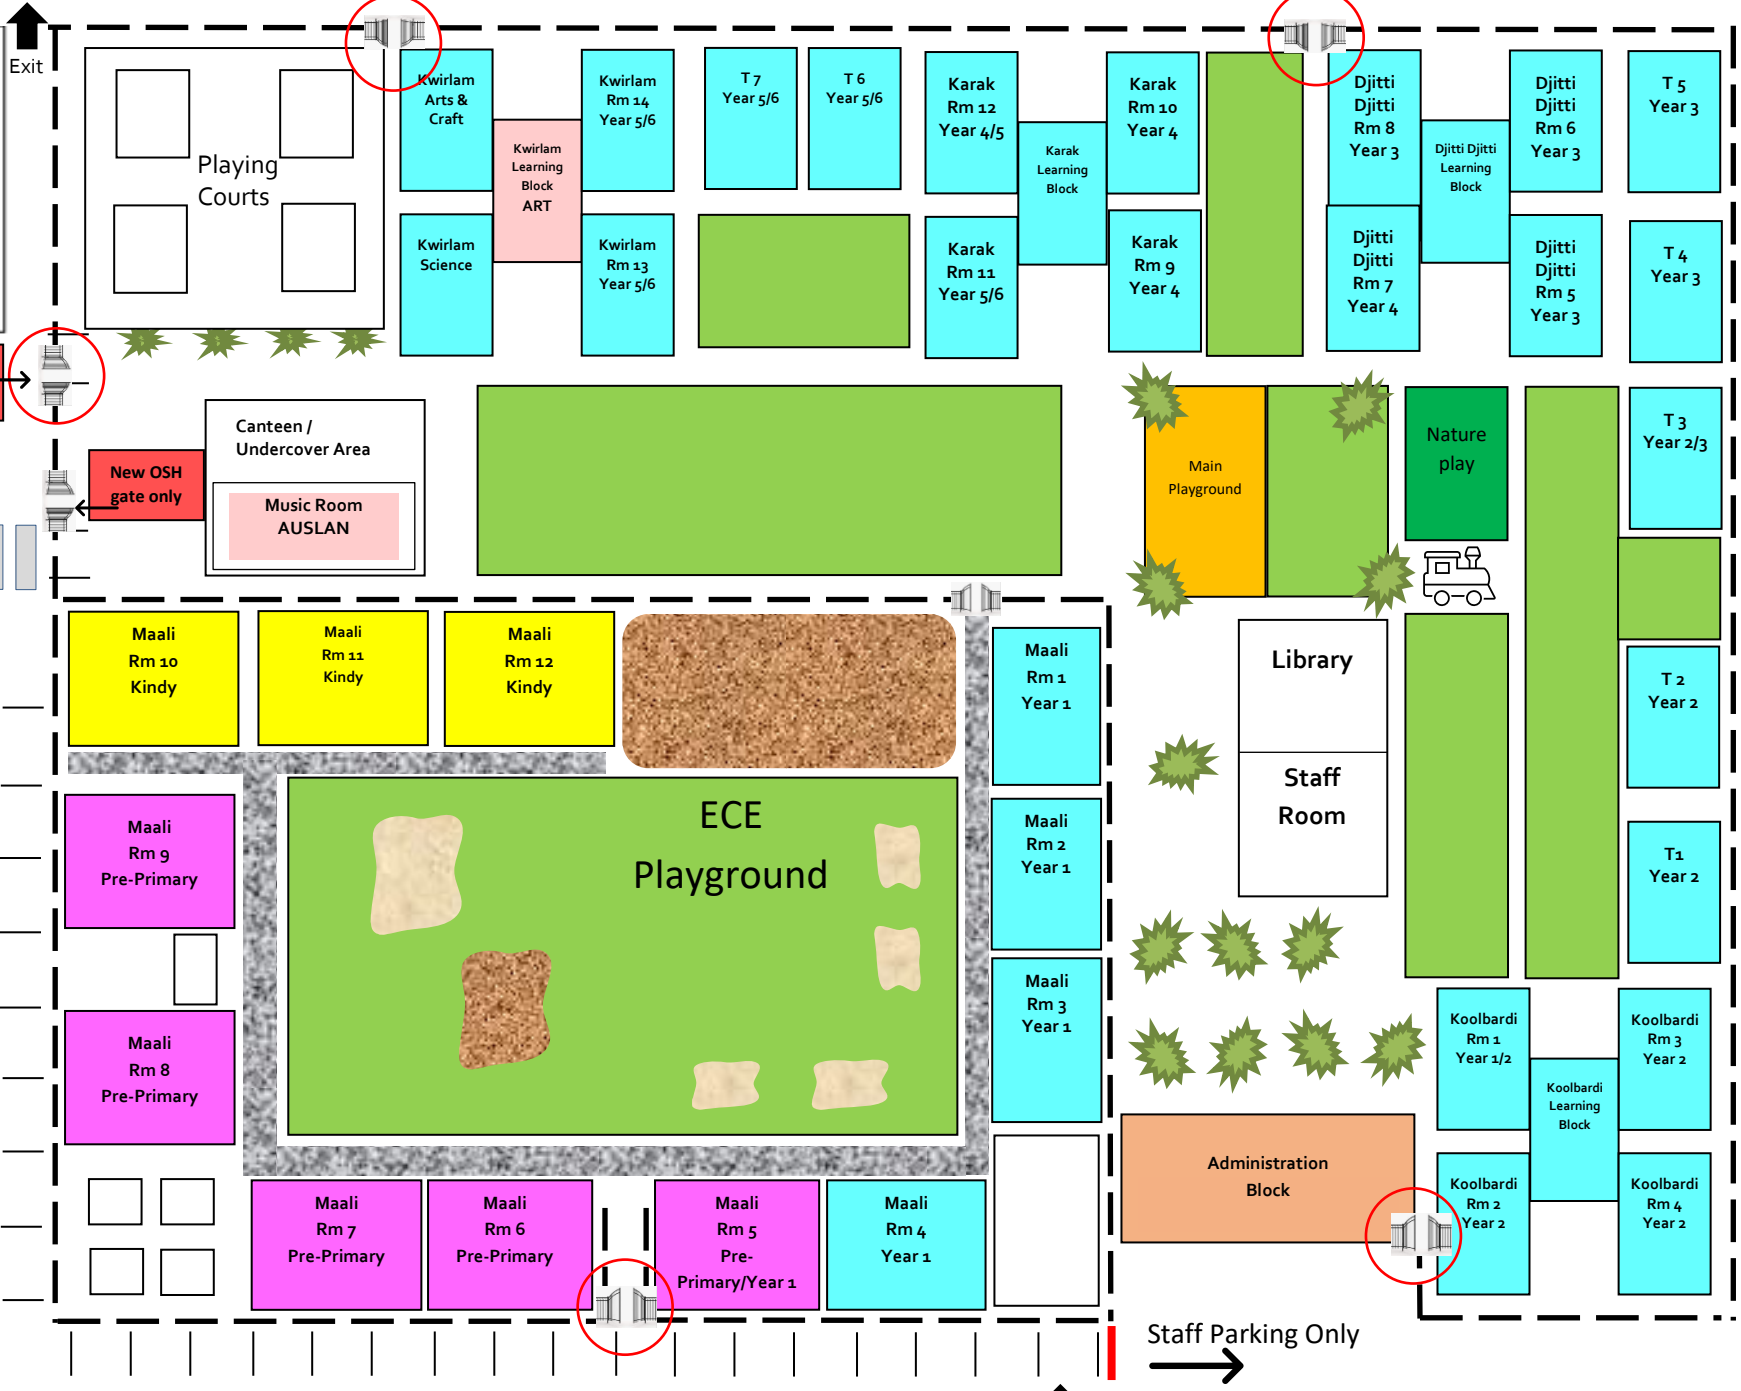 Exit
Playing
Courts
Kwirlam
Arts &
Craft
Kwirlam
Learning
Block
ART
Kwirlam
Rm 14
Year 5/6
Kwirlam
Science
Kwirlam
Rm 13
Year 5/6
T 7
Year 5/6
T 6
Year 5/6
Karak
Rm 12
Year 4/5
Karak
Learning
Block
Karak
Rm 10
Year 4
Karak
Rm 11
Year 5/6
Karak
Rm 9
Year 4
Djitti
Djitti
Rm 8
Year 3
Djitti Djitti
Learning
Block
Djitti
Djitti
Rm 6
Year 3
Djitti
Djitti
Rm 7
Year 4
Djitti
Djitti
Rm 5
Year 3
T 5
Year 3
T 4
Year 3
Canteen /
Undercover Area
New OSH
gate only
Music Room
AUSLAN
Main
Playground
Nature
play
T 3
Year 2/3
Maali
Rm 10
Kindy
Maali
Rm 11
Kindy
Maali
Rm 12
Kindy
Maali
Rm 1
Year 1
Library
Staff
Room
T 2
Year 2
Maali
Rm 9
Pre-Primary
ECE
Playground
Maali
Rm 2
Year 1
T1
Year 2
Maali
Rm 8
Pre-Primary
Maali
Rm 3
Year 1
Koolbardi
Rm 1
Year 1/2
Koolbardi
Learning
Block
Koolbardi
Rm 3
Year 2
Maali
Rm 7
Pre-Primary
Maali
Rm 6
Pre-Primary
Maali
Rm 5
Pre-
Primary/Year 1
Maali
Rm 4
Year 1
Administration
Block
Koolbardi
Rm 2
Year 2
Koolbardi
Rm 4
Year 2
Staff Parking Only